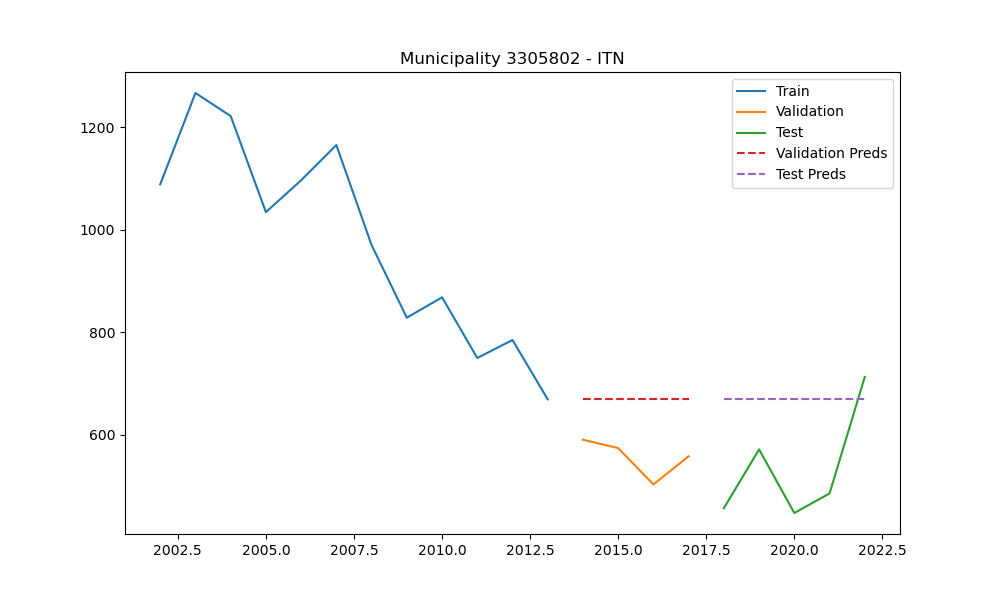 Municipality 3305802 - ITN
Train
Validation
Test
Validation Preds
Test Preds
1200
1000
800
600
2002.5 2005.0 2007.5 2010.0 2012.5 2015.0 2017.5 2020.0 2022.5